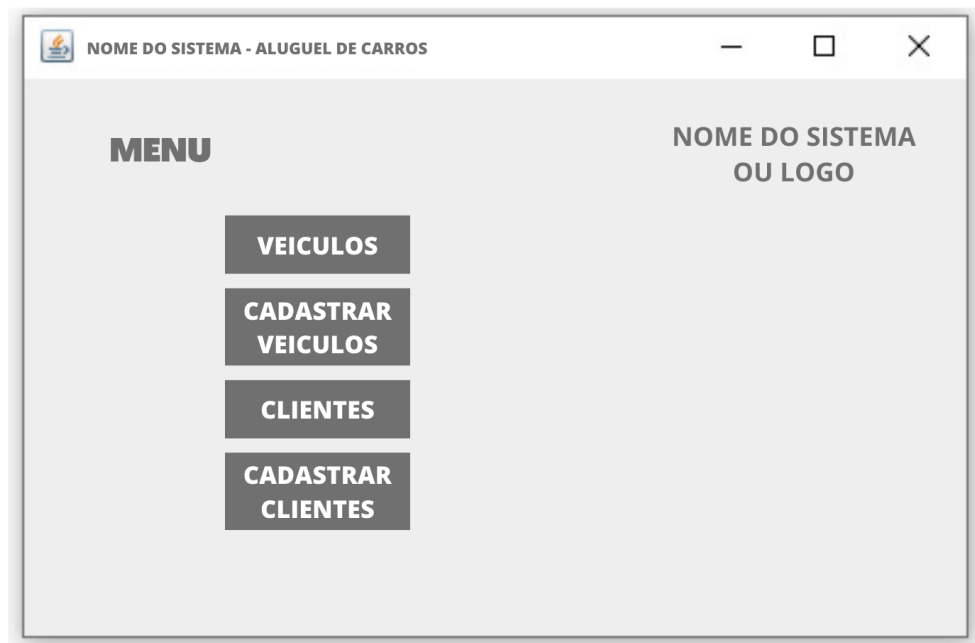 NOME DO SISTEMA - ALUGUEL DE CARROS
MENU
NOME DO SISTEMA
OU LOGO
VEICULOS
CADASTRAR
VEICULOS
CLIENTES
CADASTRAR
CLIENTES